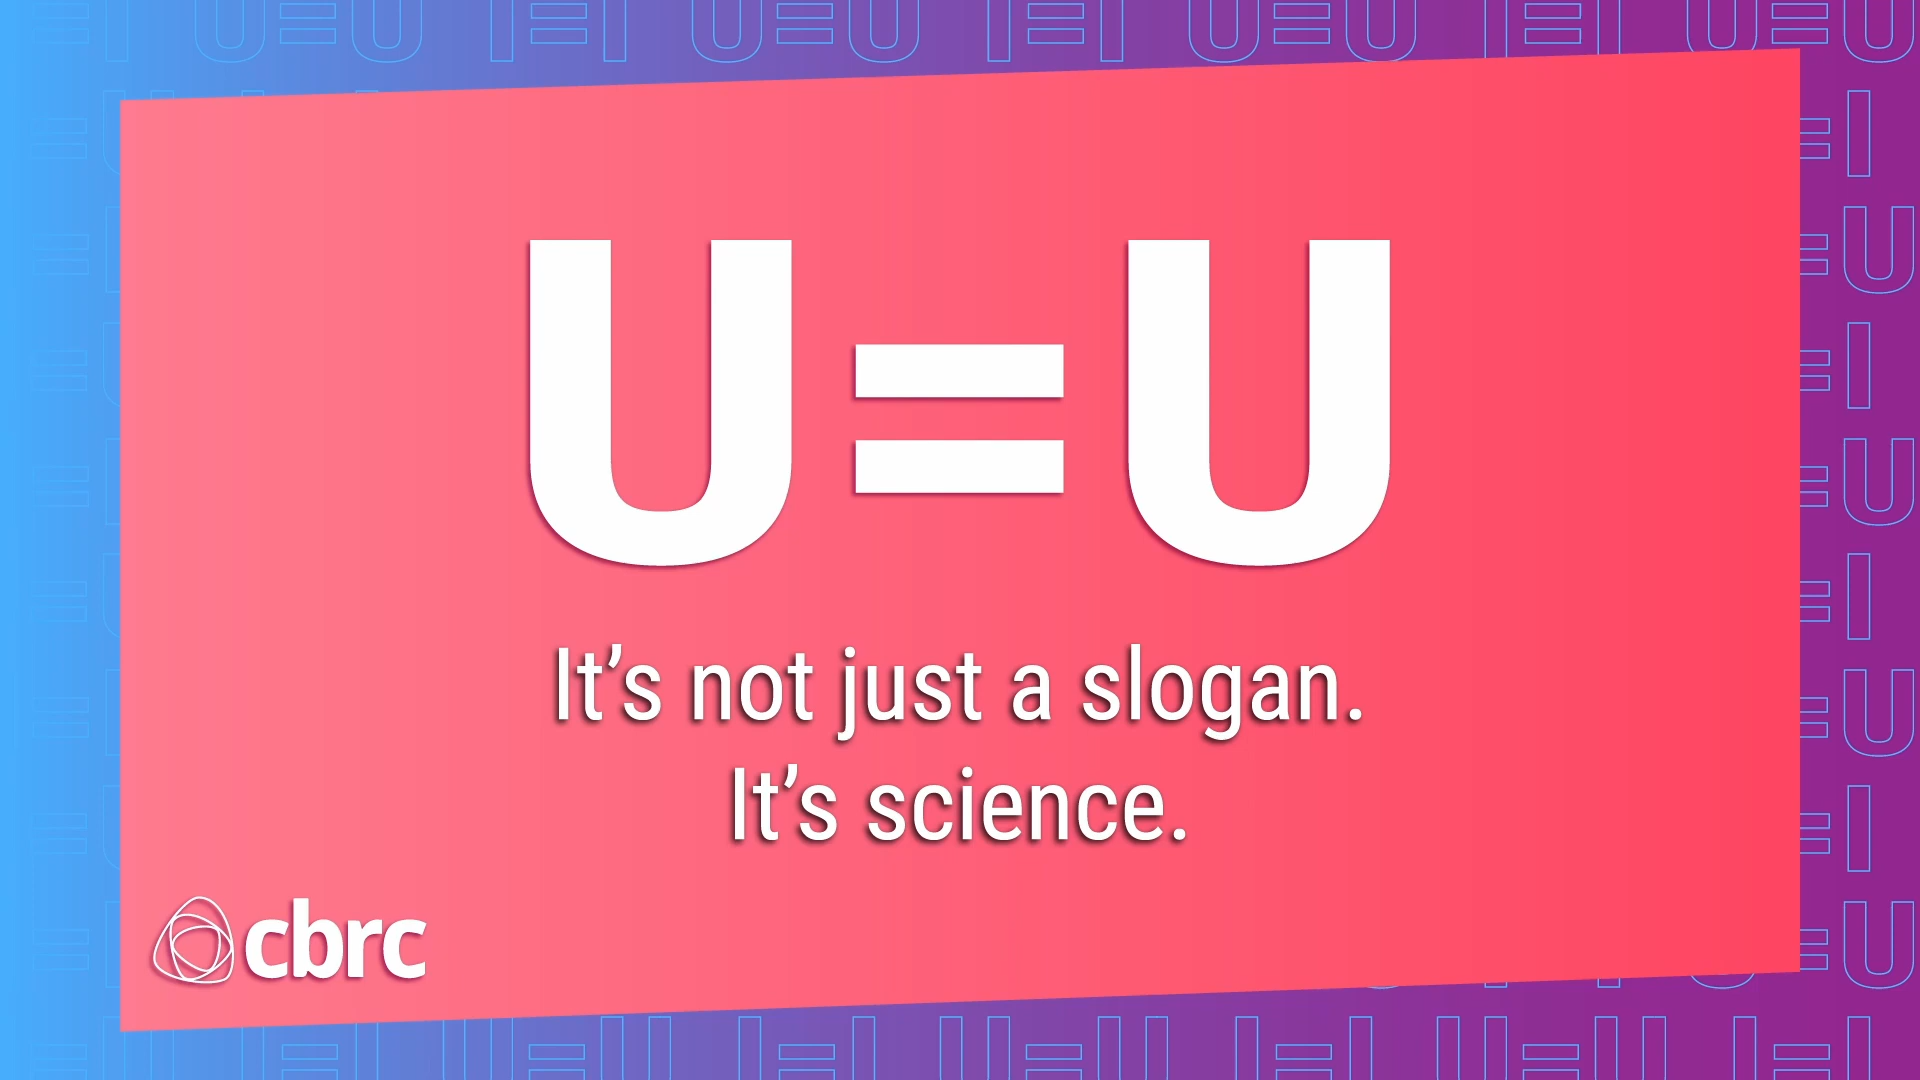 U=U
It’s not just a slogan.
It’s science.
cbrc